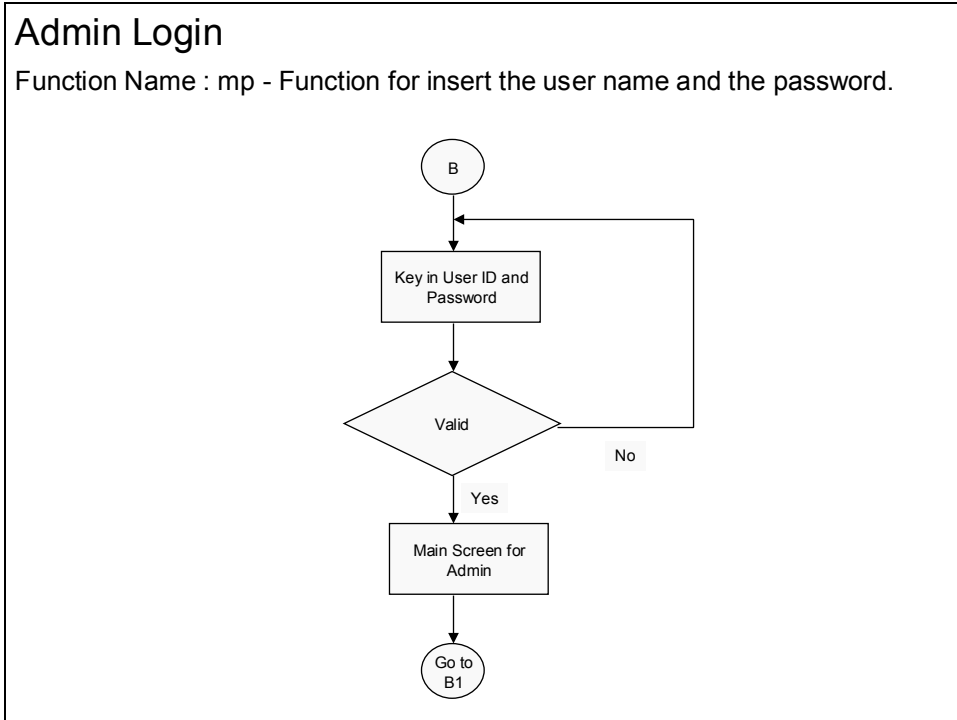 Admin Login
Function Name : mp - Function for insert the user name and the password.
B
Key in User ID and
Password
Valid
No
Yes
Main Screen for
Admin
Go to
B1